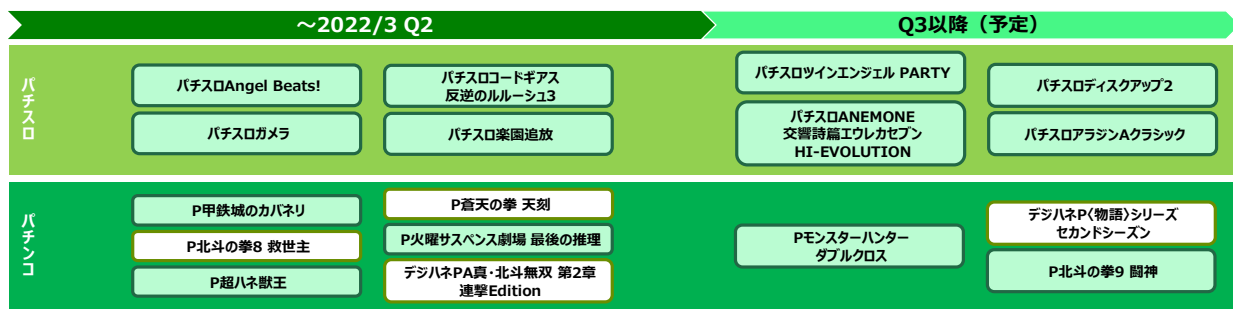 ～2022/3 Q2
Q3以降（予定）
パチスロ
パチスロAngel Beats!
パチスロガメラ
パチスロコードギアス
反逆のルルーシュ3
パチスロ楽園追放
パチスロツインエンジェル PARTY
パチスロANEMONE
交響詩篇エウレカセブン
HI-EVOLUTION
パチスロディスクアップ2
パチスロアラジンAクラシック
パチンコ
P甲鉄城のカバネリ
P北斗の拳8 救世主
P超ハネ獣王
P蒼天の拳 天刻
P火曜サスペンス劇場 最後の推理
デジハネPA真・北斗無双 第2章
連撃Edition
Pモンスターハンター
ダブルクロス
デジハネP〈物語〉シリーズ
セカンドシーズン
P北斗の拳9 闘神